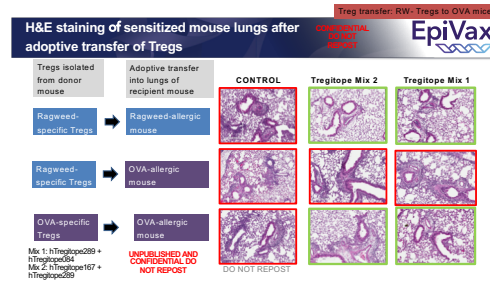 Treg transfer: RW- Tregs to OVA mice
H&E staining of sensitized mouse lungs after
adoptive transfer of Tregs
CONFIDENTIAL
DO NOT
REPOST
EpiVax
Tregs isolated
from donor
mouse
Adoptive transfer
into lungs of
recipient mouse
CONTROL
Tregitope Mix 2
Tregitope Mix 1
Ragweed-
specific Tregs
Ragweed-allergic
mouse
Ragweed-
specific Tregs
OVA-allergic
mouse
OVA-specific
Tregs
OVA-allergic
mouse
Mix 1: hTregitope289 +
hTregitope084
Mix 2: hTregitope167 +
hTregitope289
UNPUBLISHED AND
CONFIDENTIAL DO
NOT REPOST
DO NOT REPOST